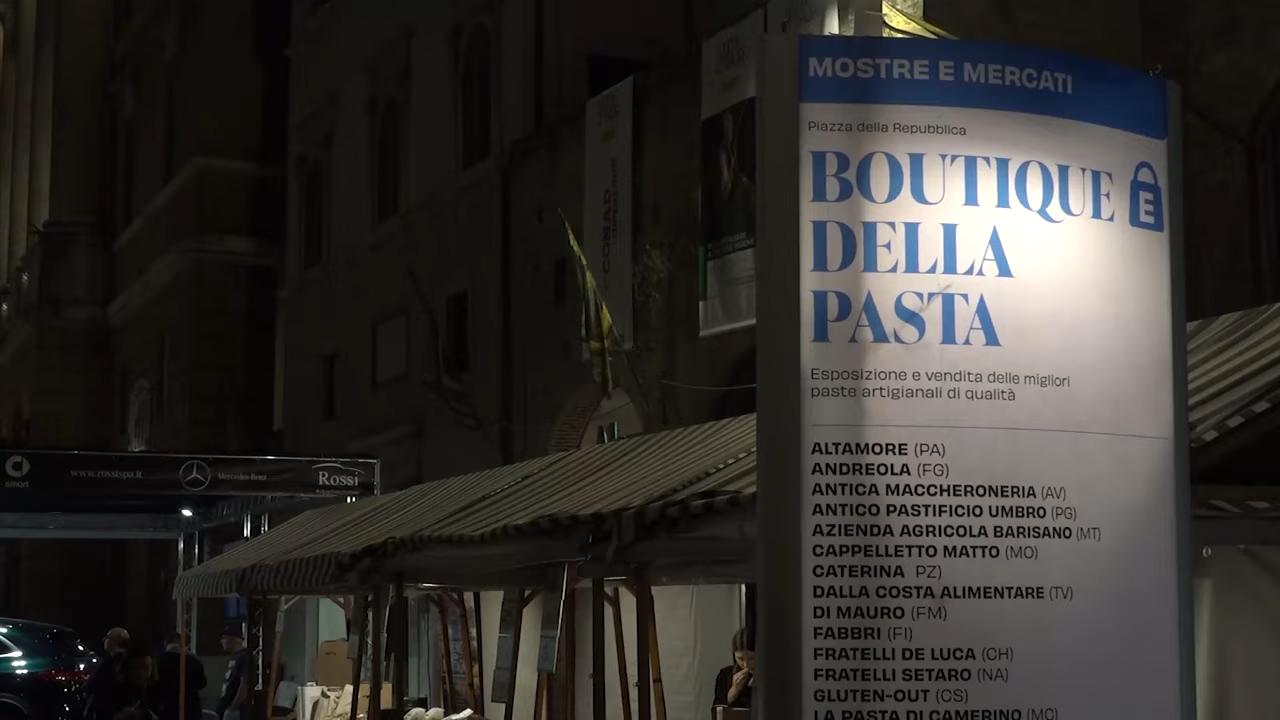 MOSTRE E MERCATI
Piazza della Repubblica
BOUTIQUE
DELLA
PASTA
E
Esposizione e vendita delle migliori
paste artigianali di qualità
ALTAMORE (PA)
ANDREOLA (FG)
ANTICA MACCHERONERIA (AV)
ANTICO PASTIFICIO UMBRO (PG)
AZIENDA AGRICOLA BARISANO (MT)
CAPPELLETTO MATTO (MO)
CATERINA PZ)
DALLA COSTA ALIMENTARE (TV)
DI MAURO (FM)
FABBRI (FI)
FRATELLI DE LUCA (CH)
FRATELLI SETARO (NA)
GLUTEN-OUT (CS)
LA PASTA DI CAMERINO (MC)
CONAD
smart
www.rossispa.it
Mercedes-Benz
Rossi